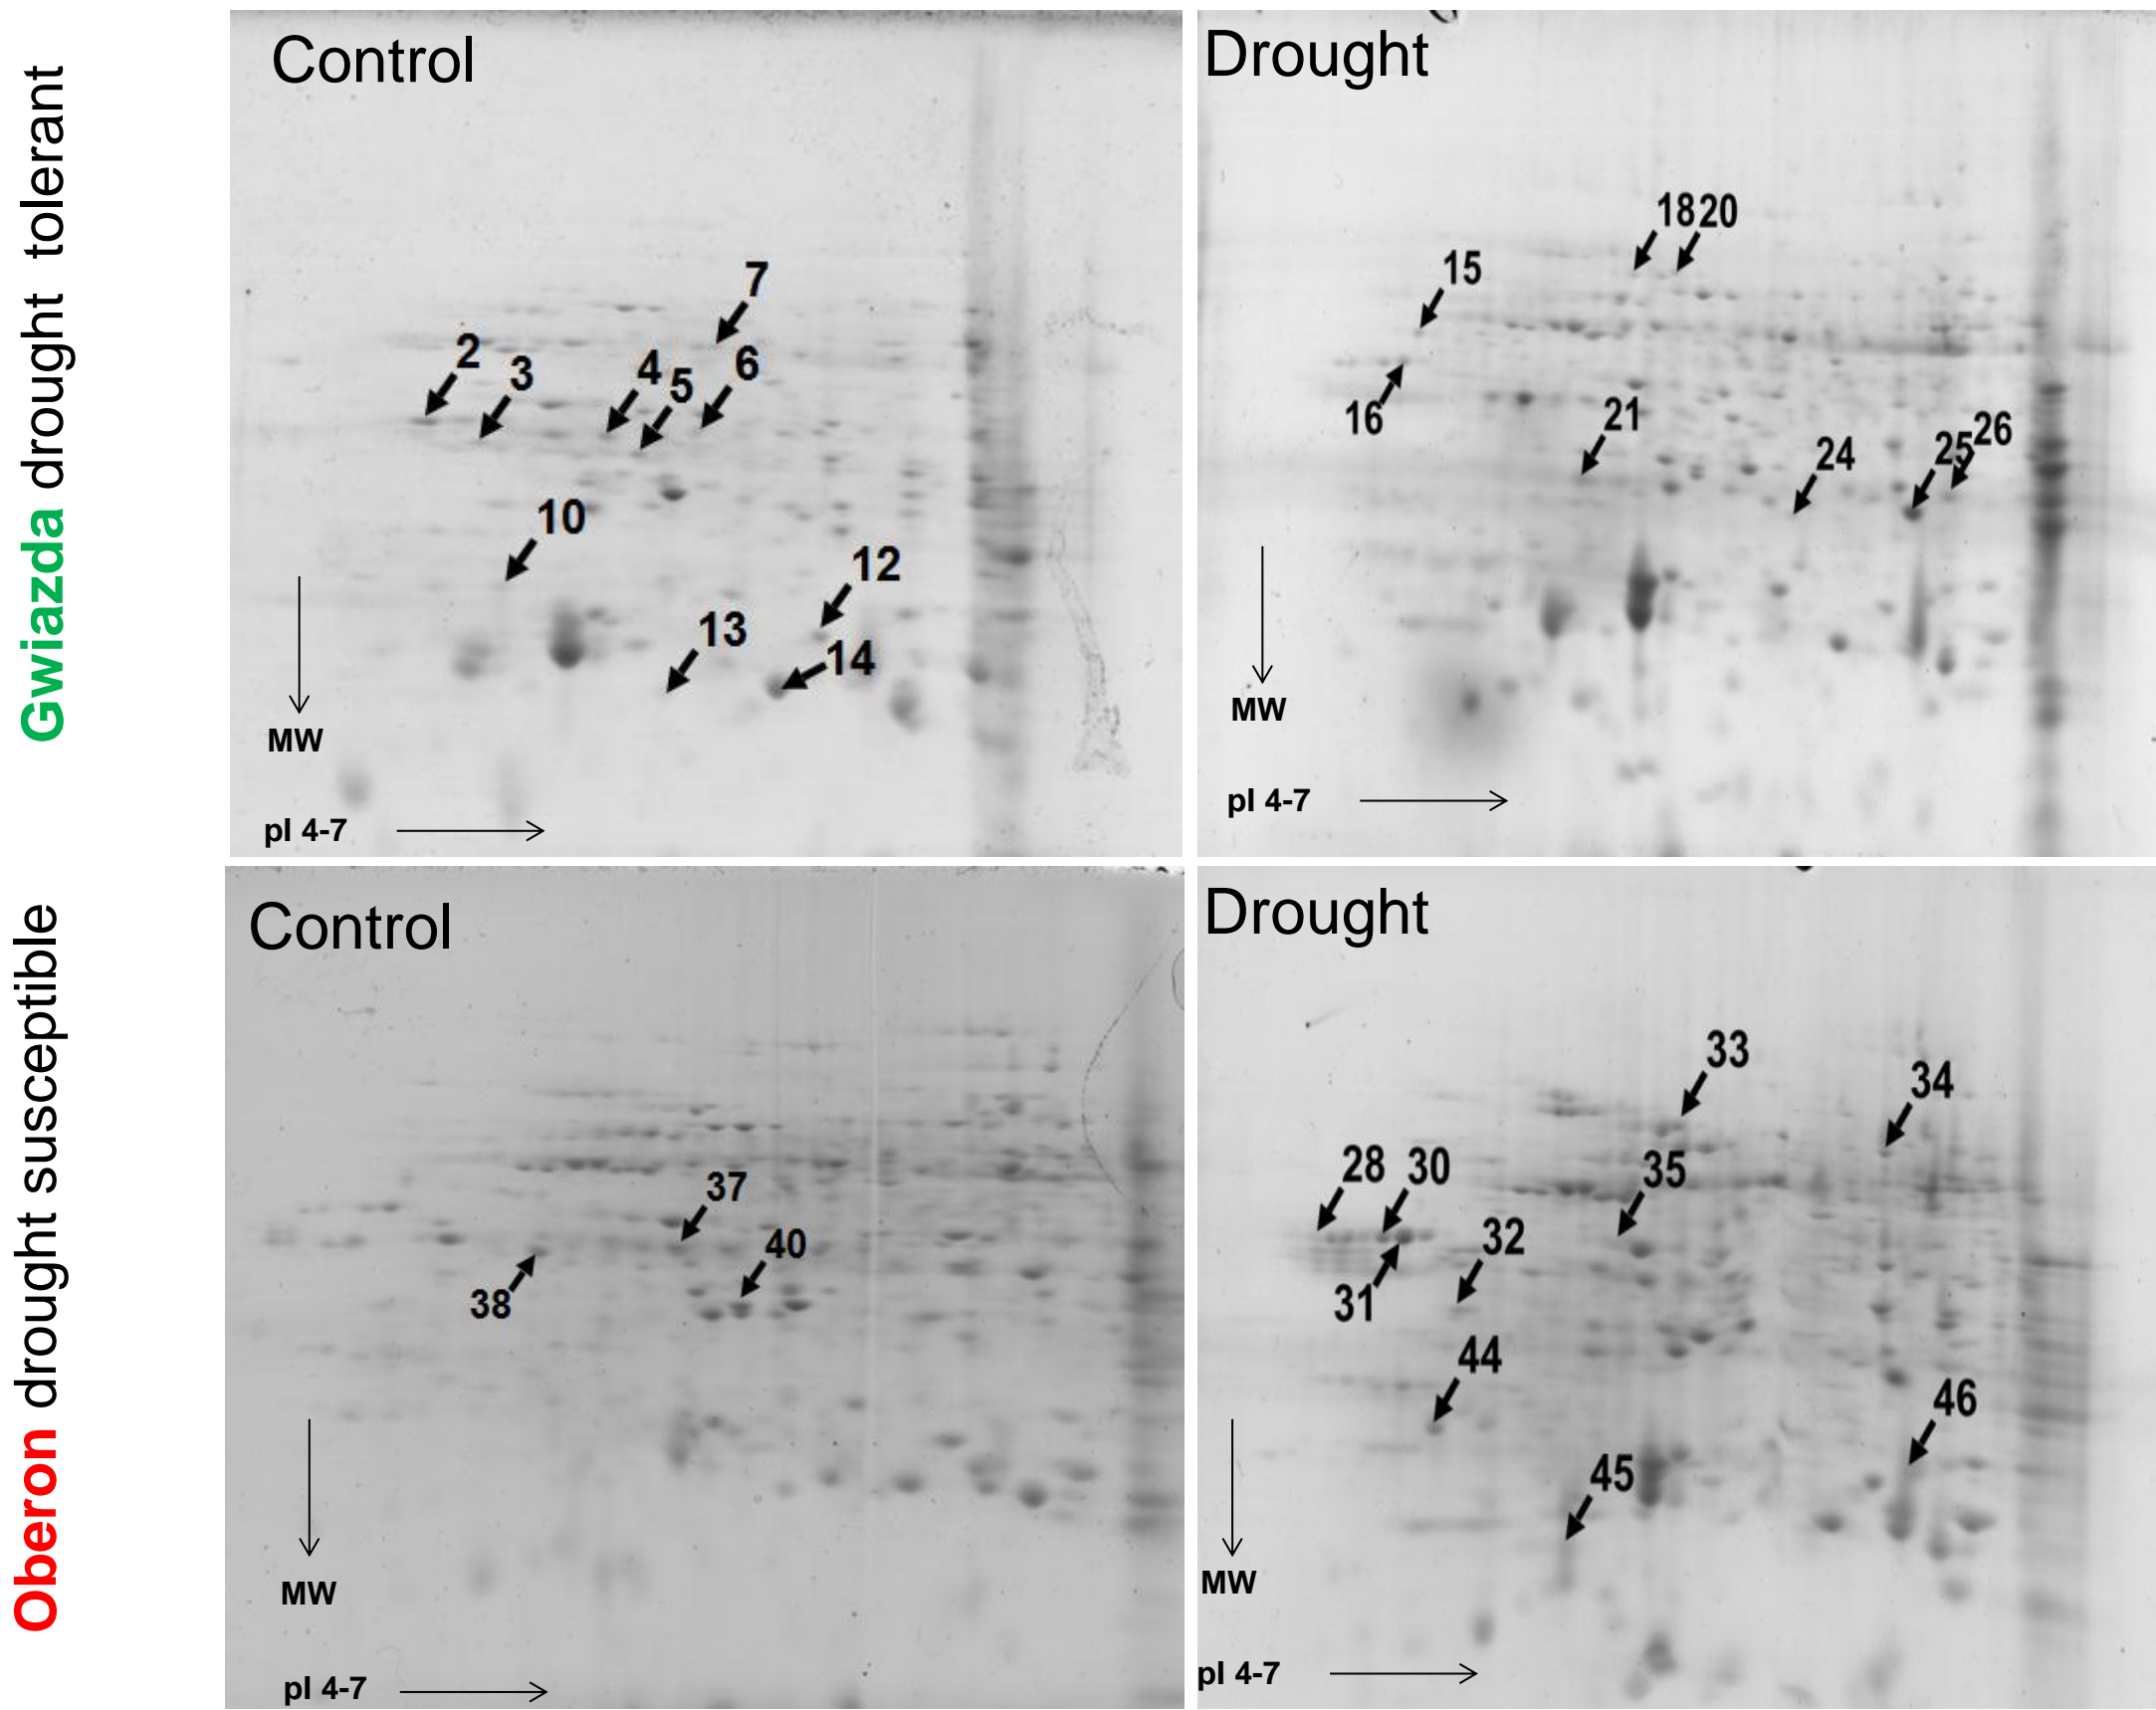 Gwiazda drought tolerant
Control
7
2
3
4
5
6
10
12
13
14
MW
pI 4-7
Drought
18 20
15
16
21
24
25 26
MW
pI 4-7
Oberon drought susceptible
Control
37
38
40
MW
pI 4-7
Drought
33
34
28 30
35
31
32
44
45
46
MW
pI 4-7